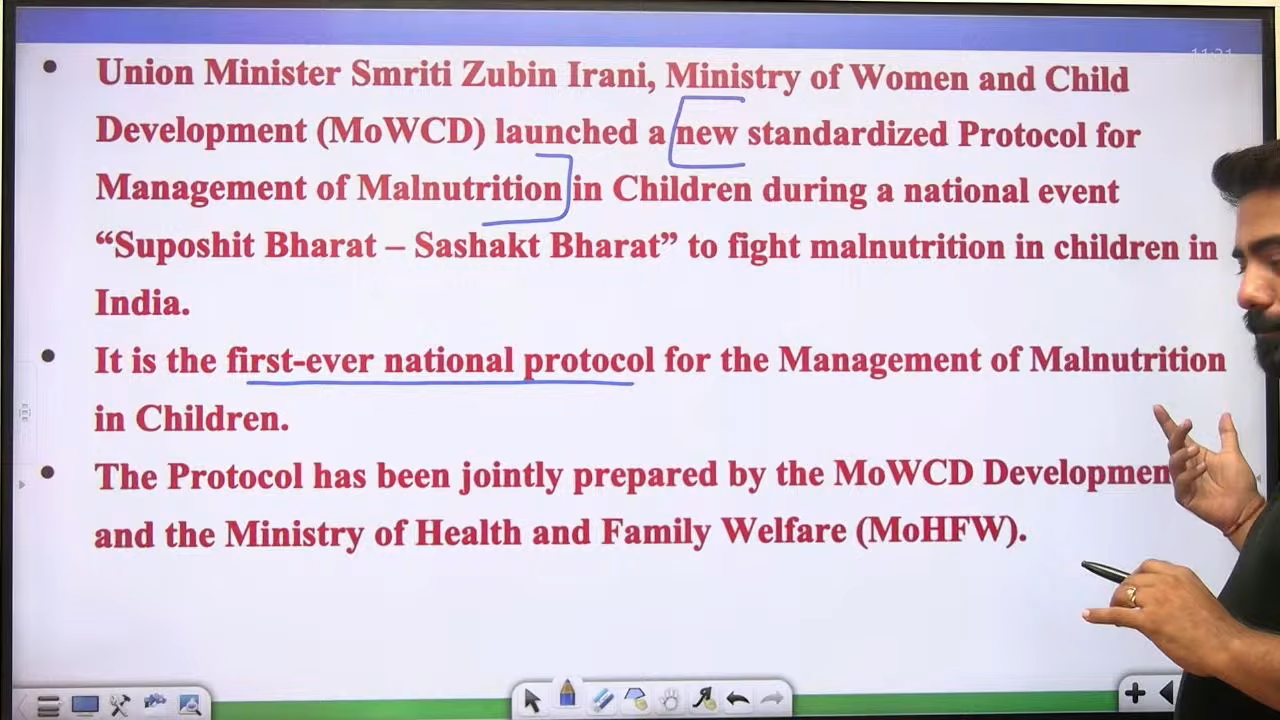 11:31
• Union Minister Smriti Zubin Irani, Ministry of Women and Child
Development (MoWCD) launched a new standardized Protocol for
Management of Malnutrition in Children during a national event
“Suposhit Bharat – Sashakt Bharat” to fight malnutrition in children in
India.
• It is the first-ever national protocol for the Management of Malnutrition
in Children.
• The Protocol has been jointly prepared by the MoWCD Developmen
and the Ministry of Health and Family Welfare (MoHFW).